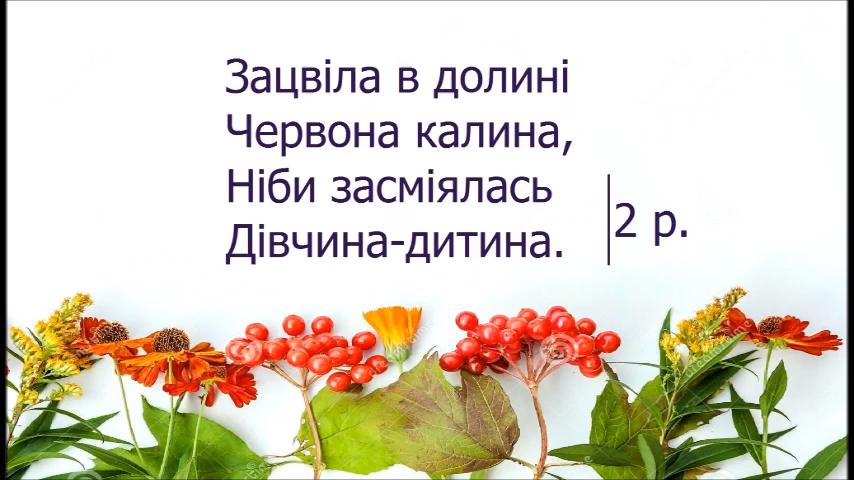 Зацвіла в долині
Червона калина,
Ніби засміялась
Дівчина-дитина.
2 р.